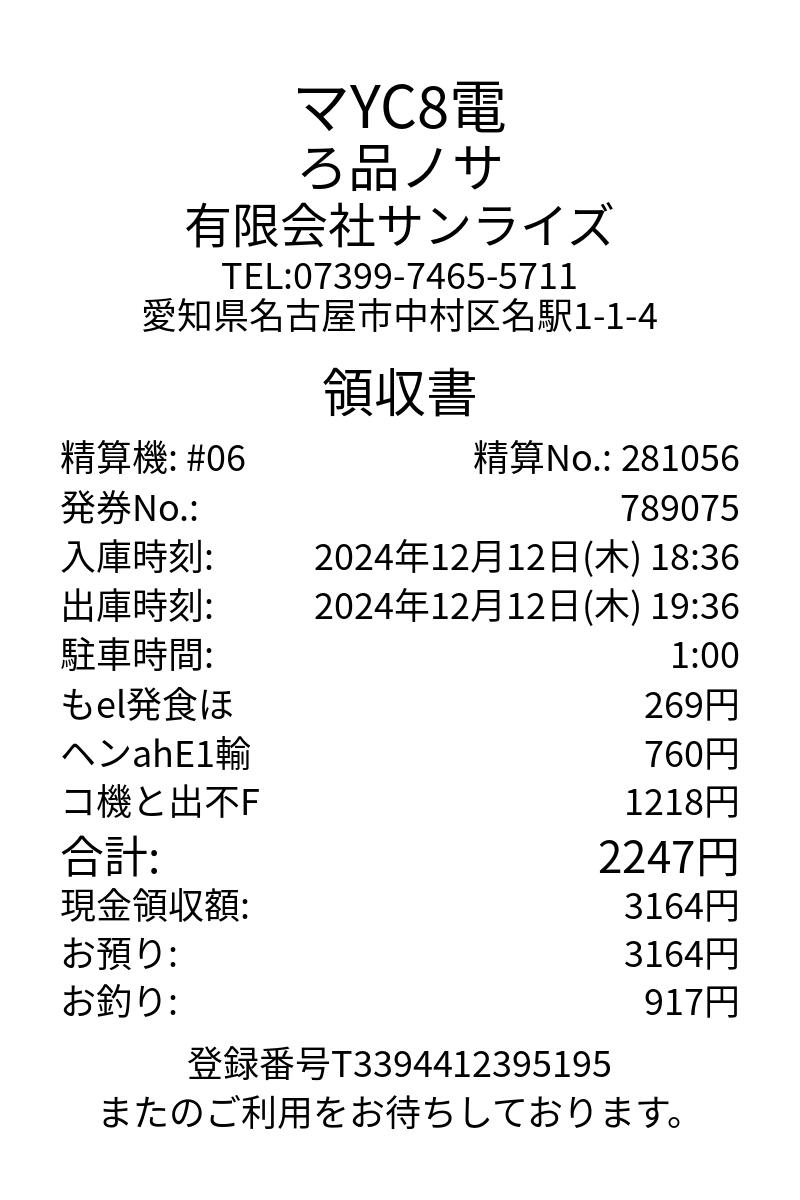 マYC8電
ろ品ノサ
有限会社サンライズ
TEL:07399-7465-5711
愛知県名古屋市中村区名駅1-1-4
領収書
精算機: #06 精算No.: 281056
発券No.: 789075
入庫時刻: 2024年12月12日(木) 18:36
出庫時刻: 2024年12月12日(木) 19:36
駐車時間: 1:00
もel発食ほ 269円
ヘンahE1輸 760円
コ機と出不F 1218円
合計: 2247円
現金領収額: 3164円
お預り: 3164円
お釣り: 917円
登録番号T3394412395195
またのご利用をお待ちしております。